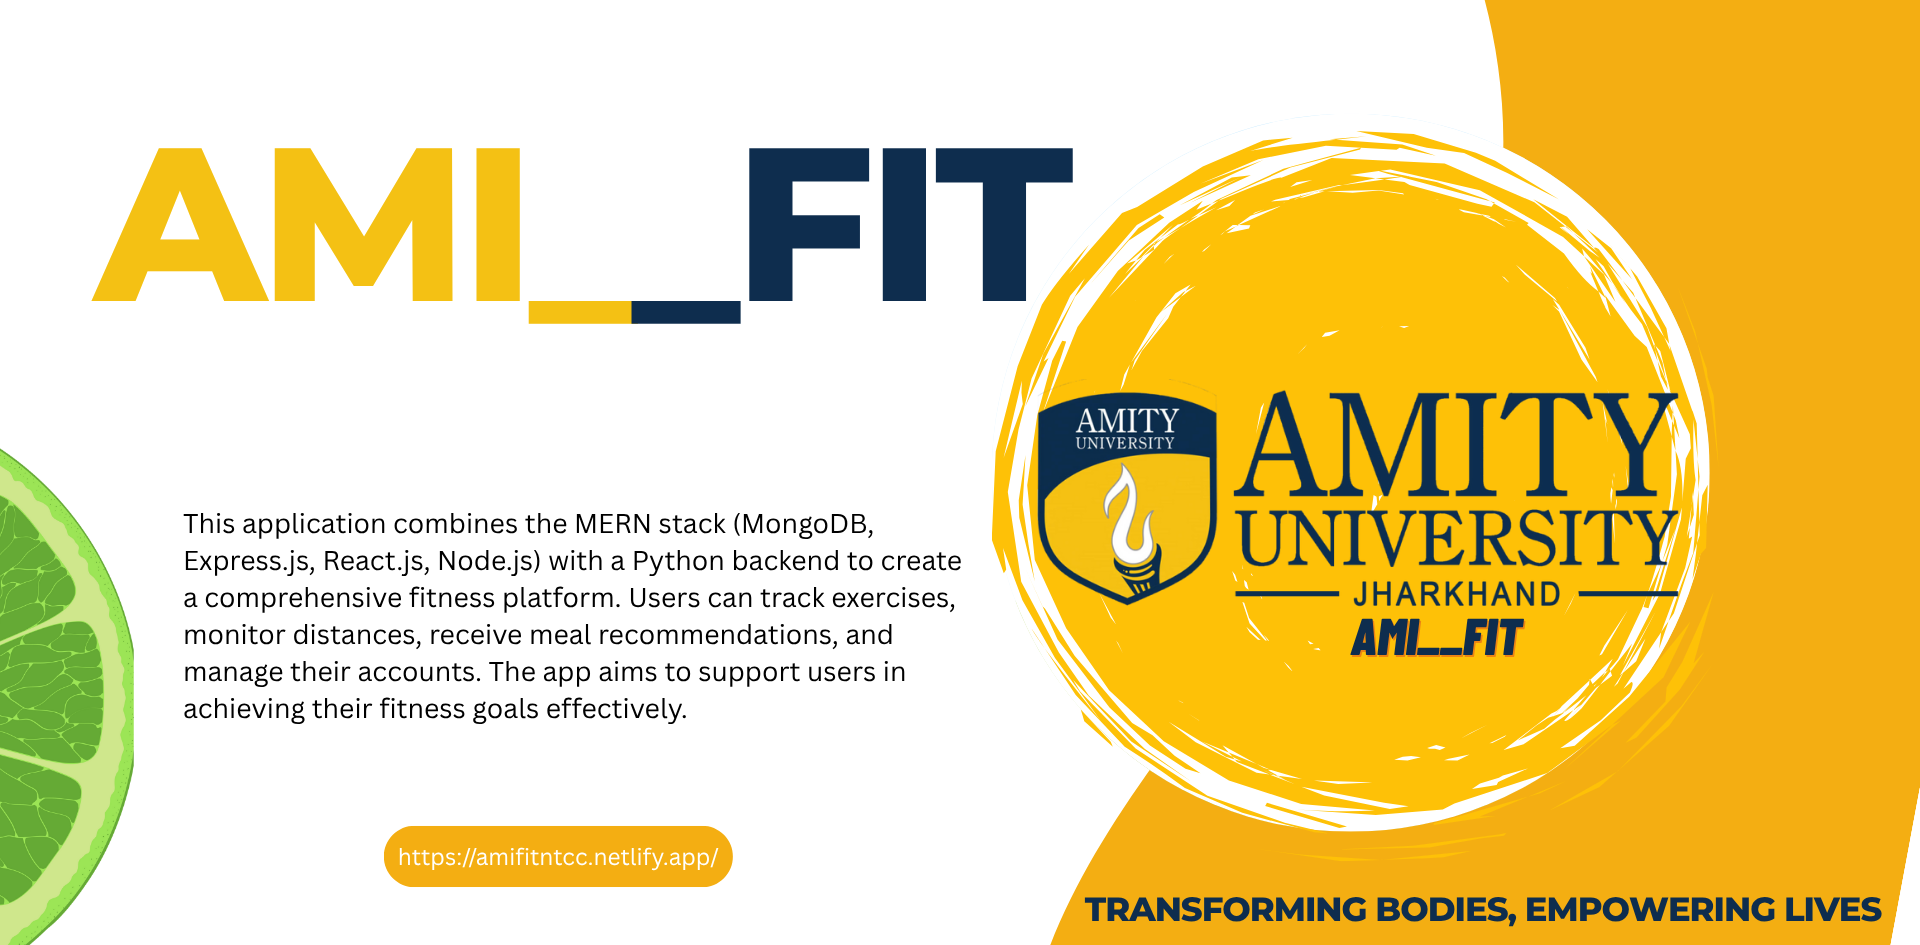 AMI__FIT
This application combines the MERN stack (MongoDB,
Express.js, React.js, Node.js) with a Python backend to create
a comprehensive fitness platform. Users can track exercises,
monitor distances, receive meal recommendations, and
manage their accounts. The app aims to support users in
achieving their fitness goals effectively.
https://amifitntcc.netlify.app/
AMITY
UNIVERSITY
AMITY
UNIVERSITY
JHARKHAND
AMI__FIT
TRANSFORMING BODIES, EMPOWERING LIVES